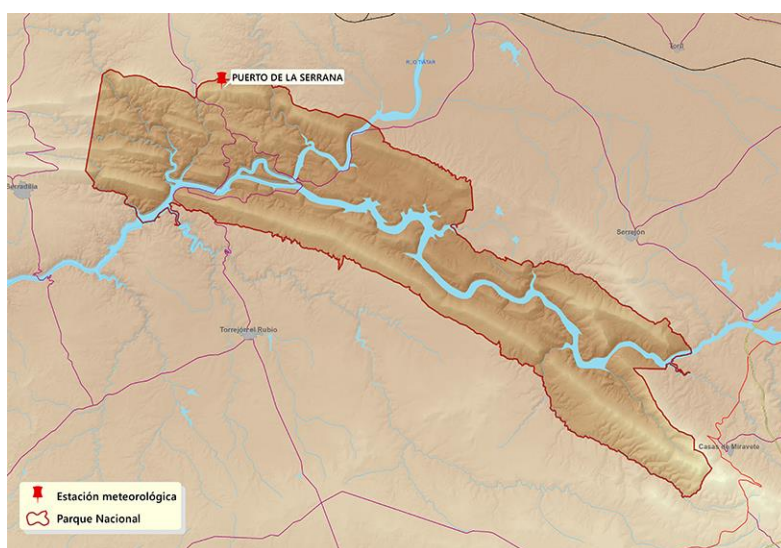 PUERTO DE LA SERRANA
Serradilla
Serrejón
Torrejón el Rubio
Casas de Miravete
Estación meteorológica
Parque Nacional